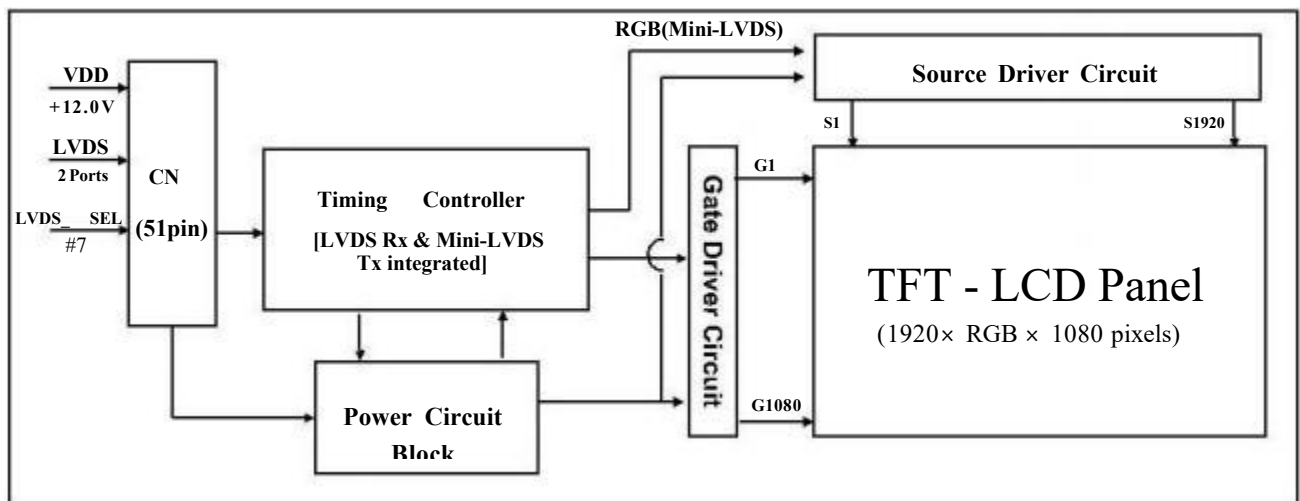 RGB(Mini-LVDS)
VDD
+12.0V
LVDS
2 Ports
LVDS_ SEL
#7
CN
(51pin)
Timing Controller
[LVDS Rx & Mini-LVDS
Tx integrated]
Power Circuit
Block
Source Driver Circuit
S1
S1920
Gate Driver Circuit
G1
G1080
TFT - LCD Panel
(1920× RGB × 1080 pixels)